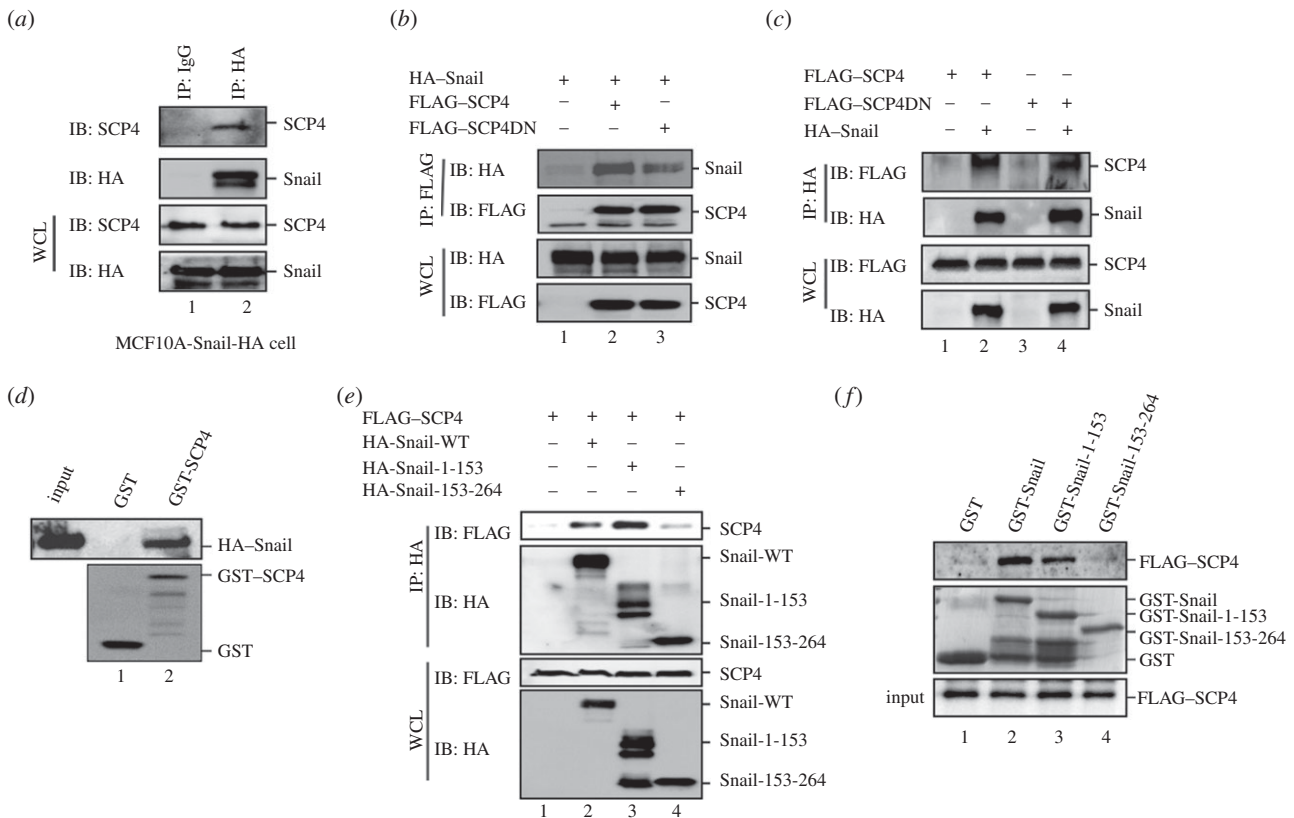 (a)
IP: IgG
IP: HA
IB: SCP4
SCP4
IB: HA
Snail
WCL
IB: SCP4
SCP4
IB: HA
Snail
1 2
MCF10A-Snail-HA cell
(b)
HA–Snail + + +
FLAG–SCP4 – + –
FLAG–SCP4DN – – +
IP: FLAG
IB: HA
Snail
IB: FLAG
SCP4
WCL
IB: HA
Snail
IB: FLAG
SCP4
1 2 3
(c)
FLAG–SCP4 + + – –
FLAG–SCP4DN – – + +
HA–Snail – + – +
IP: HA
IB: FLAG
SCP4
IB: HA
Snail
WCL
IB: FLAG
SCP4
IB: HA
Snail
1 2 3 4
(d)
input
GST
GST-SCP4
HA–Snail
GST–SCP4
GST
1 2
(e)
FLAG–SCP4 + + + +
HA-Snail-WT – + – –
HA-Snail-1-153 – – + –
HA-Snail-153-264 – – – +
IP: HA
IB: FLAG
SCP4
IB: HA
Snail-WT
Snail-1-153
Snail-153-264
WCL
IB: FLAG
SCP4
IB: HA
Snail-WT
Snail-1-153
Snail-153-264
1 2 3 4
(f)
GST
GST-Snail
GST-Snail-1-153
GST-Snail-153-264
FLAG–SCP4
GST-Snail
GST-Snail-1-153
GST-Snail-153-264
GST
input
FLAG–SCP4
1 2 3 4